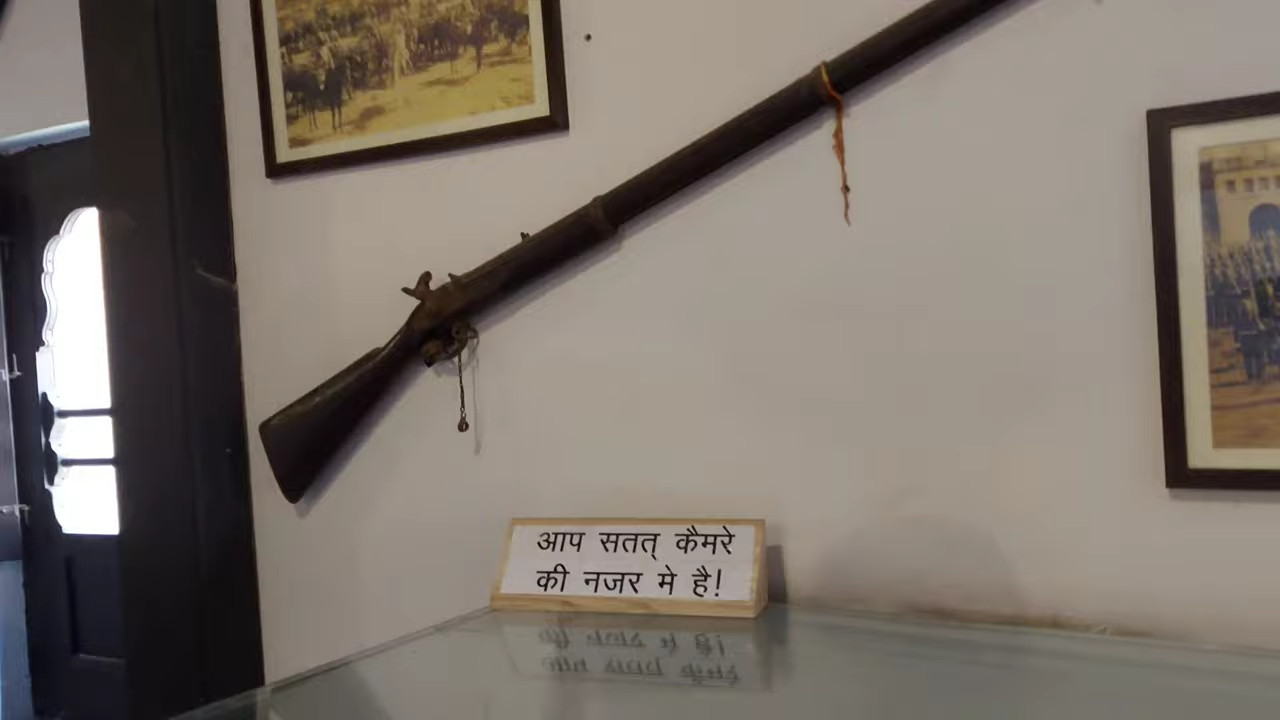 आप सतत् कैमरे
की नजर मे है!